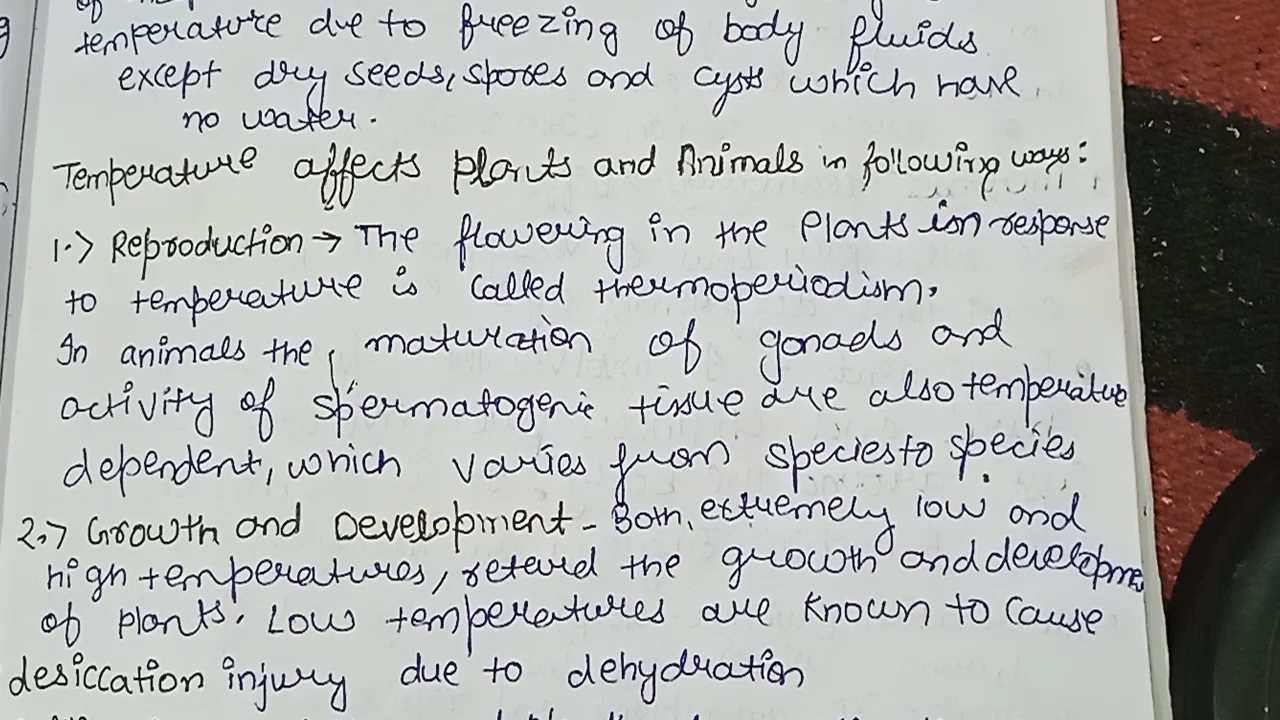 of the
temperature due to freezing of body fluids
except dry seeds, spores and cysts which have
no water.
Temperature affects plants and Animals in following ways:
1.> Reproduction → The flowering in the plants in response
to temperature is called thermoperiodism.
In animals the, maturation of gonads and
activity of spermatogenic tissue are also temperature
dependent, which varies from species to species
2.> Growth and Development - Both, extremely low and
high temperatures, retard the growth and developme
of plants. Low temperatures are known to cause
desiccation injury due to dehydration